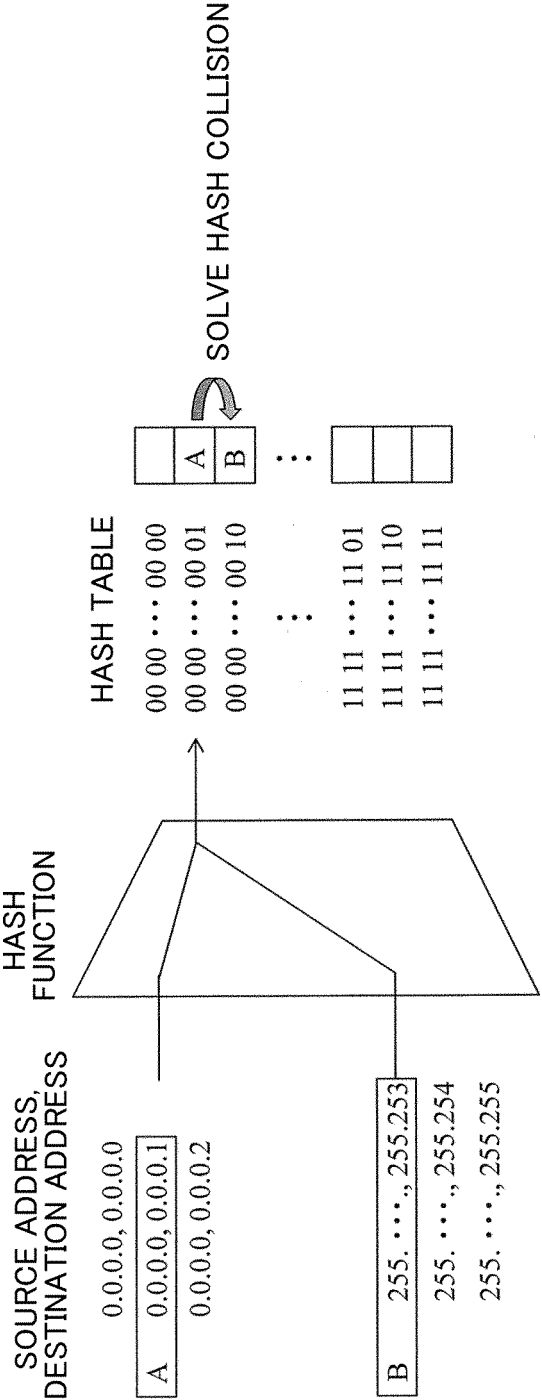 SOURCE ADDRESS,
DESTINATION ADDRESS
0.0.0.0, 0.0.0.0
A 0.0.0.0, 0.0.0.1
0.0.0.0, 0.0.0.2
B 255. ‧‧‧., 255.253
255. ‧‧‧., 255.254
255. ‧‧‧., 255.255
HASH
FUNCTION
HASH TABLE
00 00 ‧‧‧ 00 00
00 00 ‧‧‧ 00 01 A
00 00 ‧‧‧ 00 10 B
11 11 ‧‧‧ 11 01
11 11 ‧‧‧ 11 10
11 11 ‧‧‧ 11 11
SOLVE HASH COLLISION